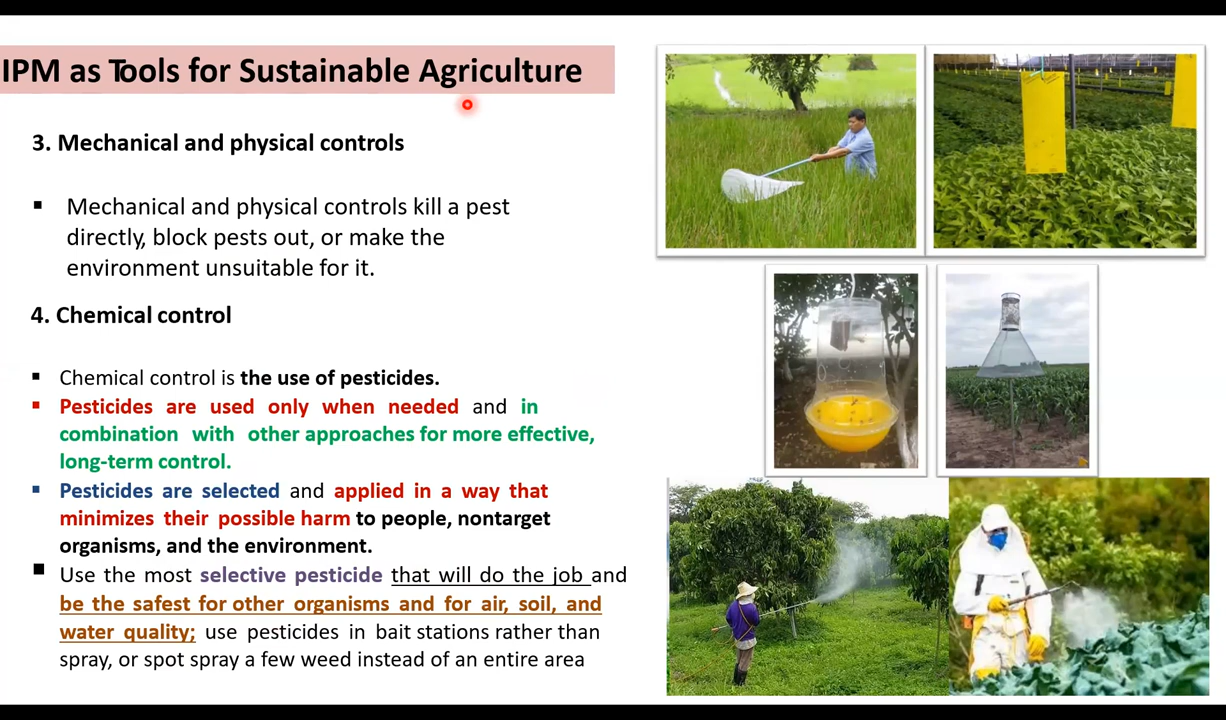 IPM as Tools for Sustainable Agriculture
3. Mechanical and physical controls
▪ Mechanical and physical controls kill a pest
directly, block pests out, or make the
environment unsuitable for it.
4. Chemical control
▪ Chemical control is the use of pesticides.
▪ Pesticides are used only when needed and in
combination with other approaches for more effective,
long-term control.
▪ Pesticides are selected and applied in a way that
minimizes their possible harm to people, nontarget
organisms, and the environment.
▪ Use the most selective pesticide that will do the job and
be the safest for other organisms and for air, soil, and
water quality; use pesticides in bait stations rather than
spray, or spot spray a few weed instead of an entire area